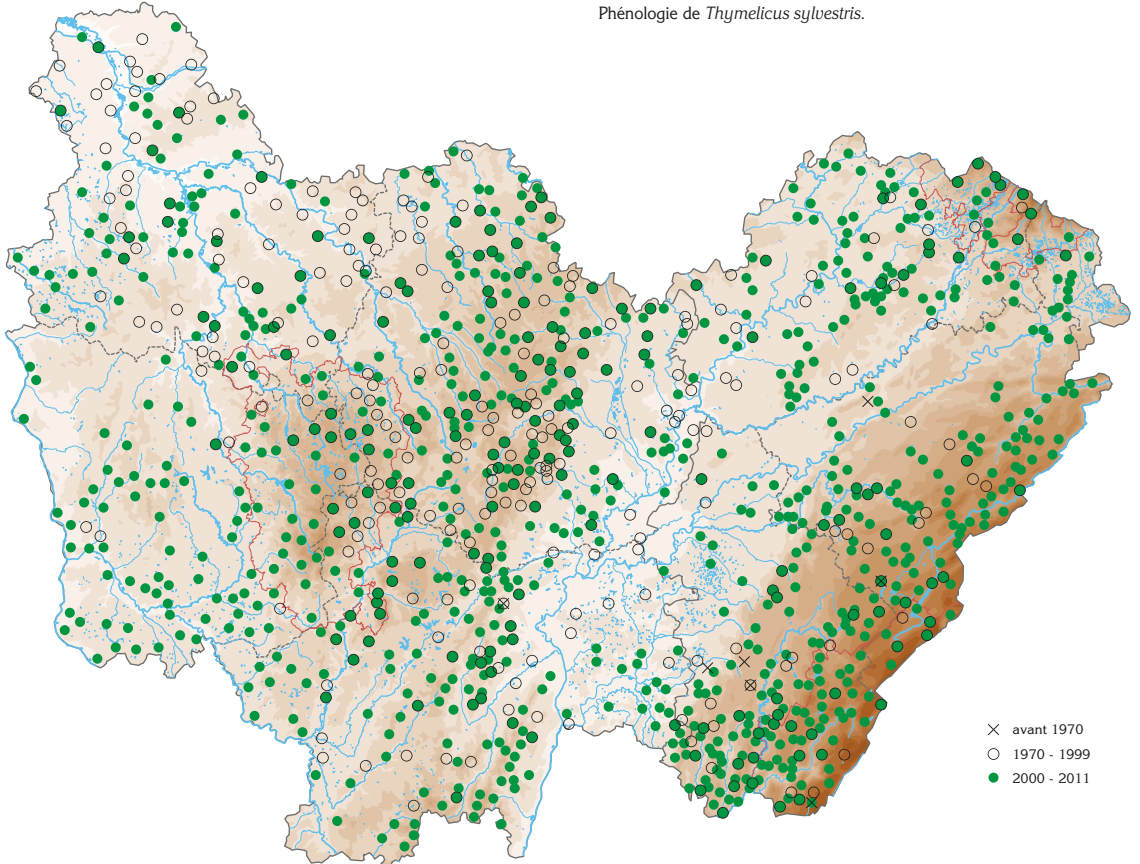 Phénologie de Thymelicus sylvestris.
avant 1970
1970 - 1999
2000 - 2011